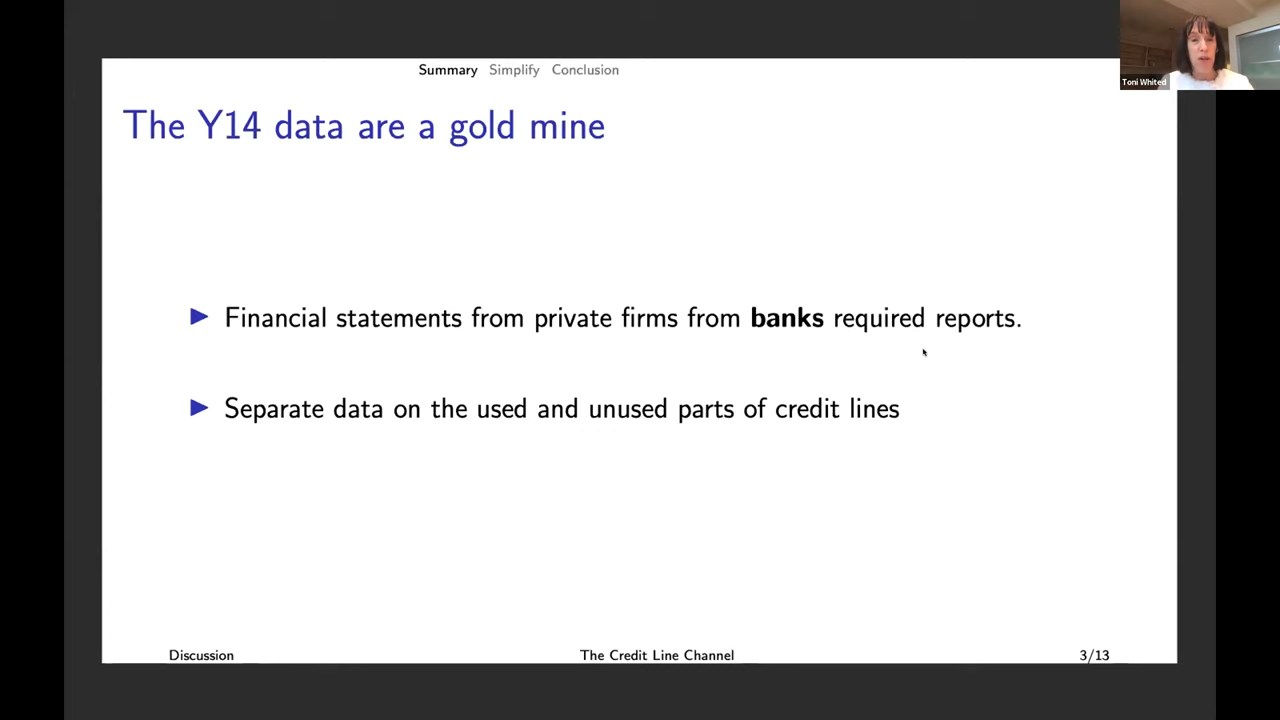 Summary Simplify Conclusion
Toni Whited
The Y14 data are a gold mine
Financial statements from private firms from banks required reports.
Separate data on the used and unused parts of credit lines
Discussion The Credit Line Channel 3/13